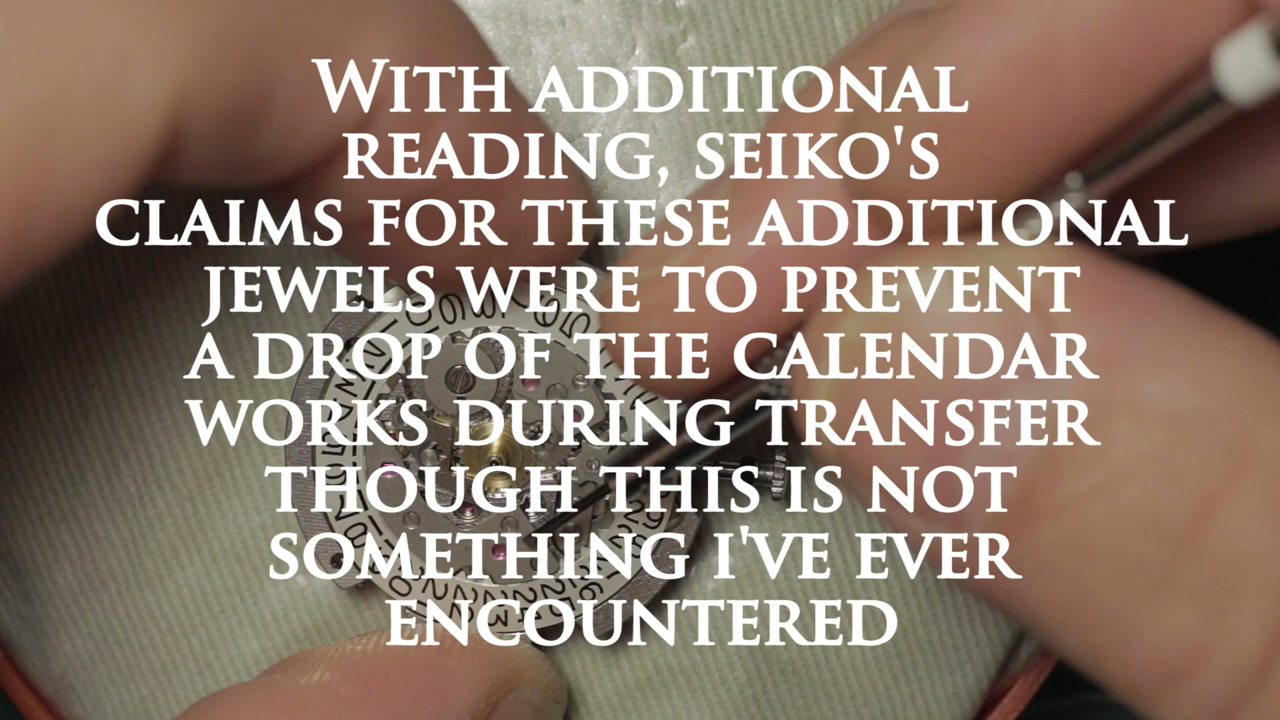 With additional
reading, Seiko's
claims for these additional
jewels were to prevent
a drop of the calendar
works during transfer
though this is not
something I've ever
encountered